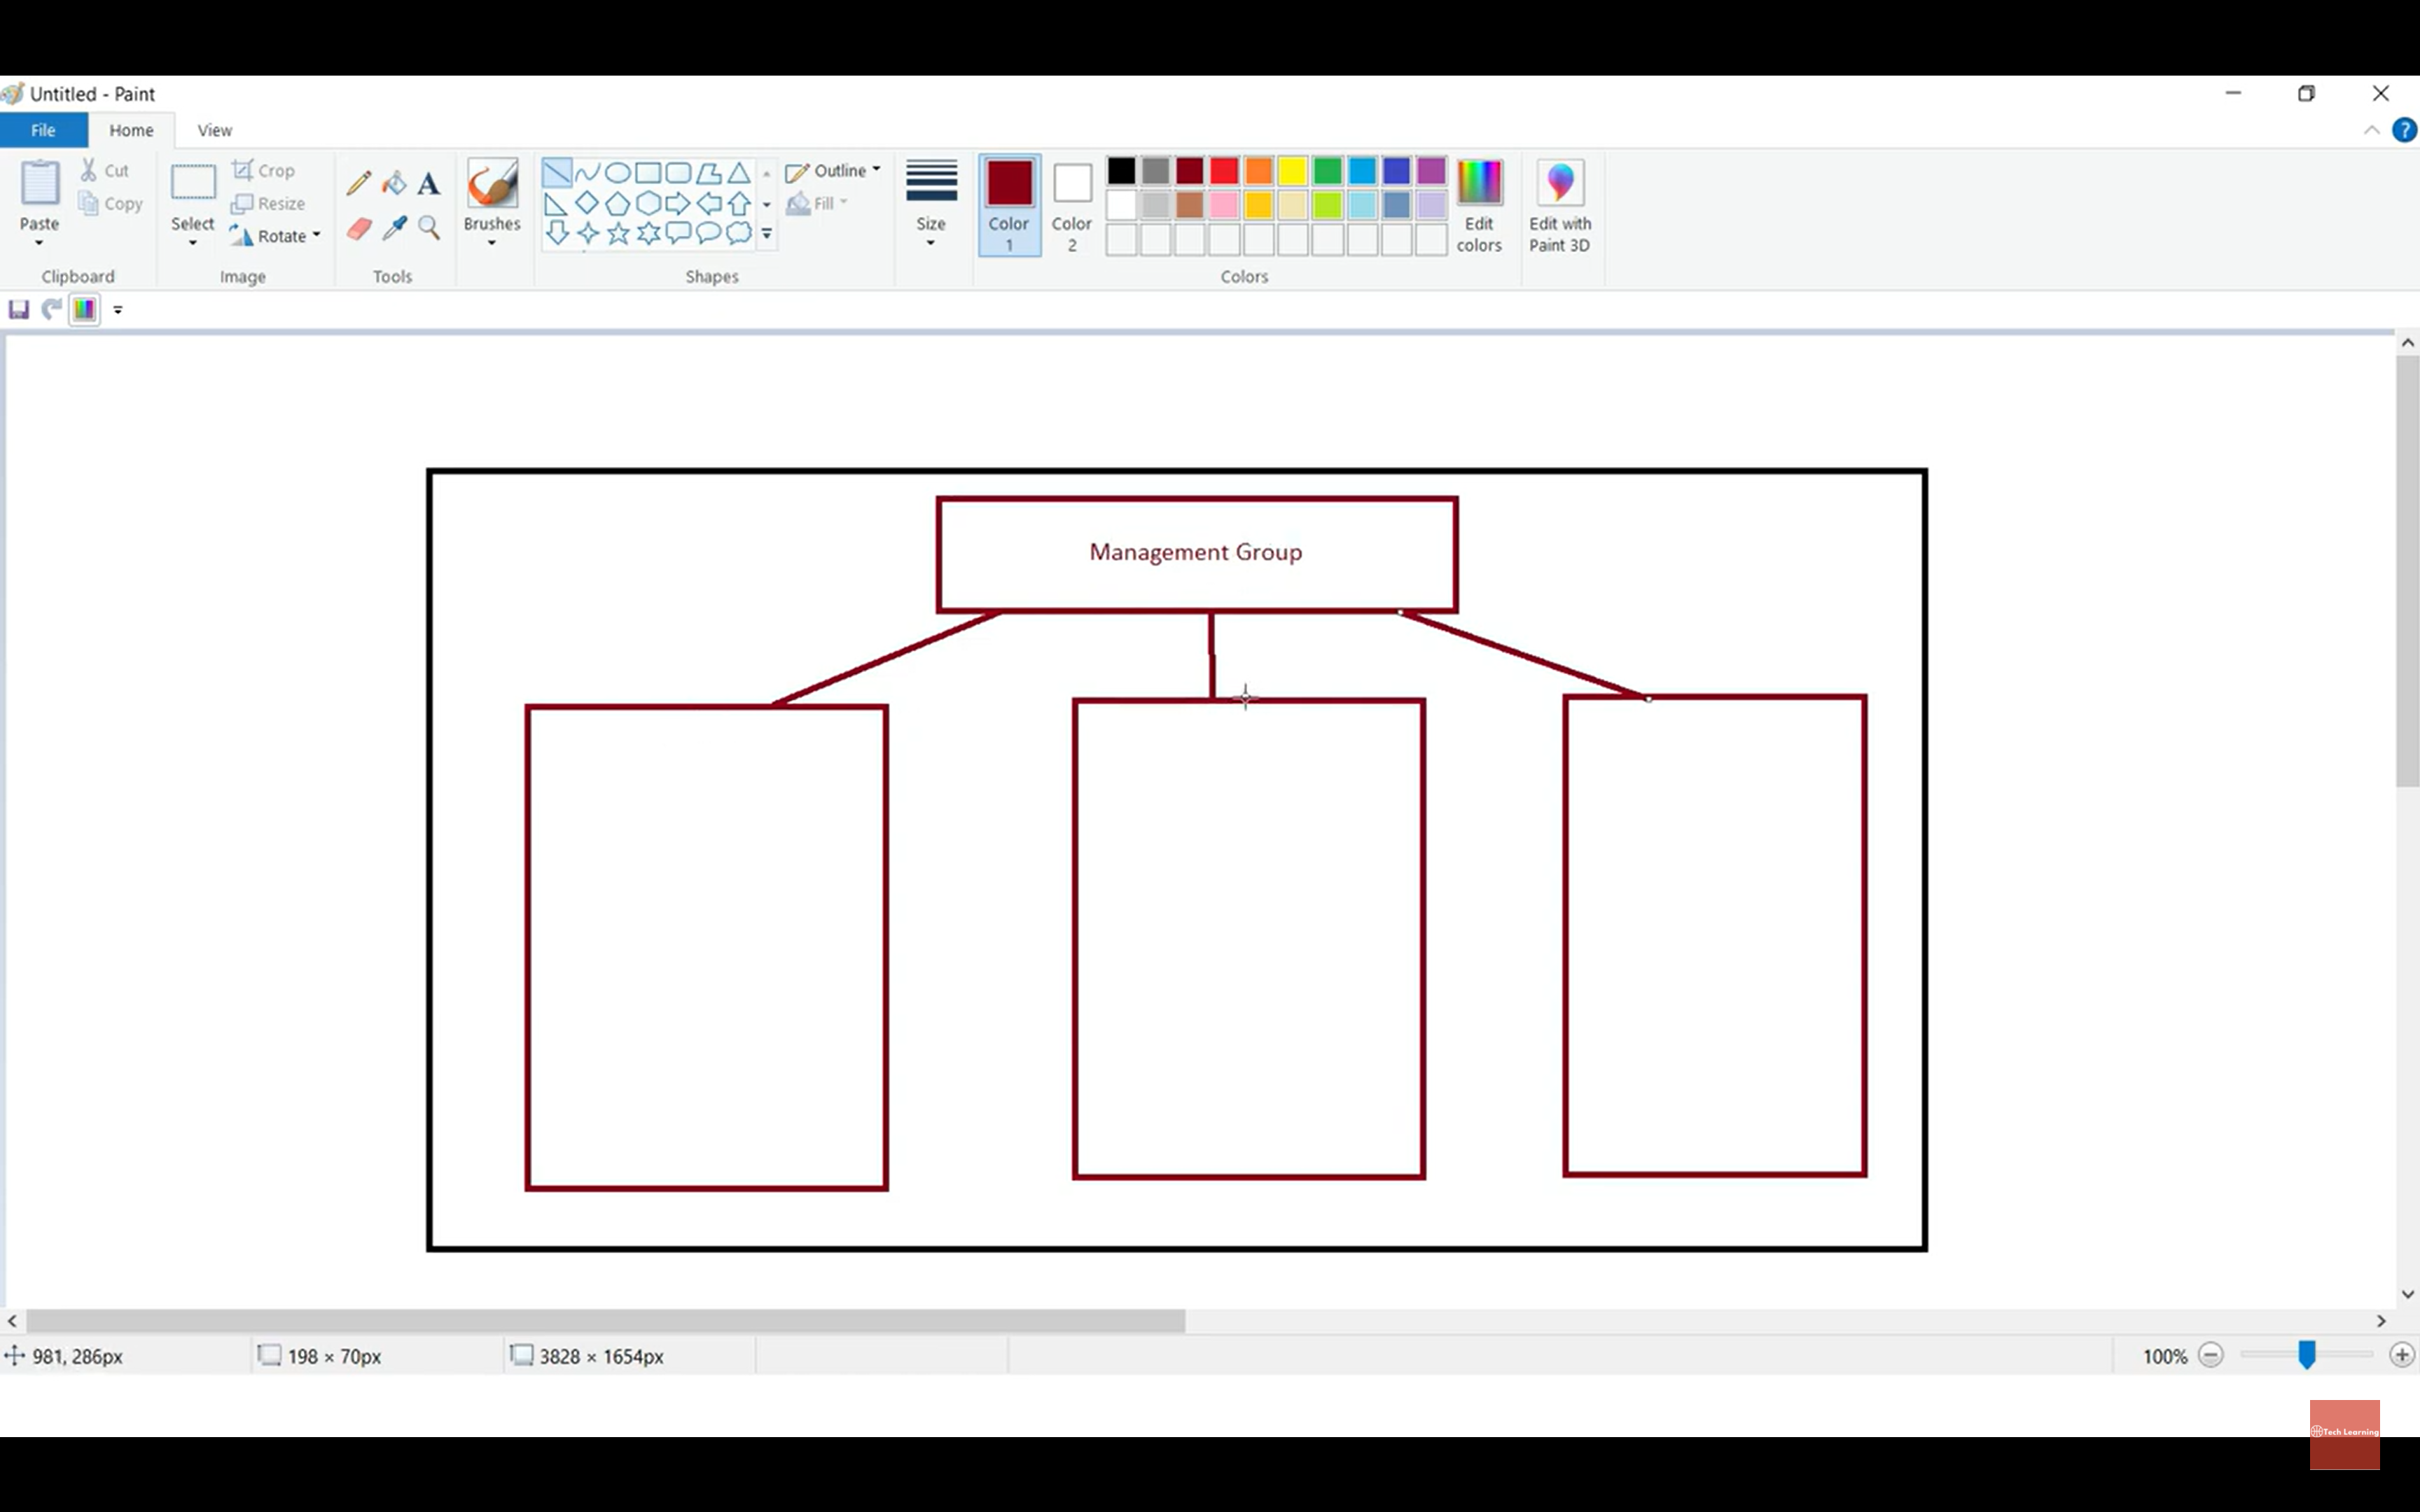 Untitled - Paint
File Home View
Paste
Cut
Copy
Clipboard
Select
Crop
Resize
Rotate
Image
A
Tools
Brushes
Shapes
Outline
Fill
Size
Color
1
Color
2
Colors
Edit
colors
Edit with
Paint 3D
?
Management Group
981, 286px
198 × 70px
3828 × 1654px
100%
Tech Learning